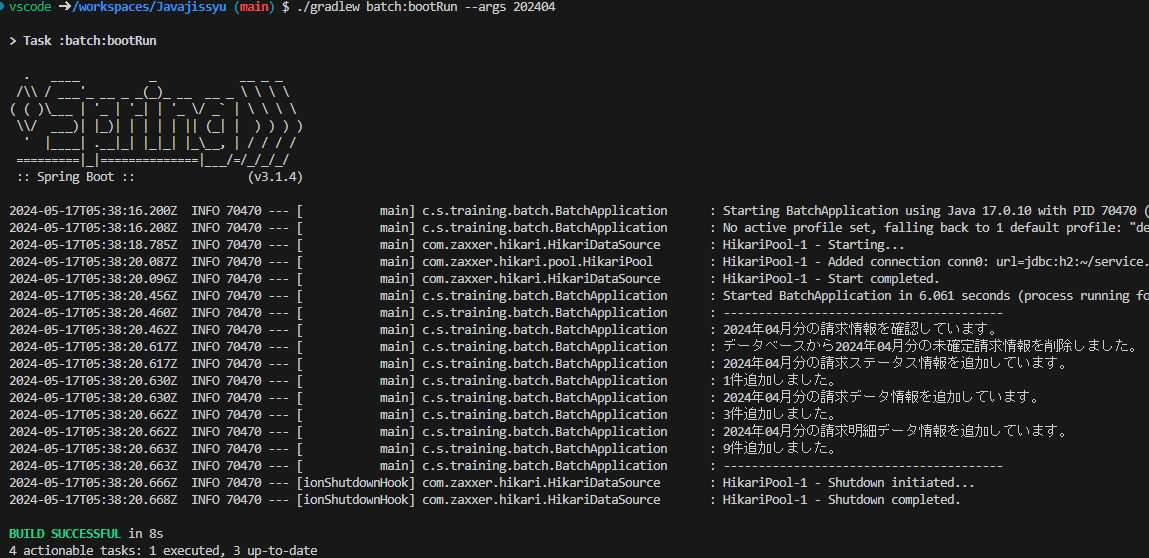 vscode ➜/workspaces/Javajissyu (main) $ ./gradlew batch:bootRun --args 202404
> Task :batch:bootRun
  .   ____          _            __ _ _
 /\\ / ___'_ __ _ _(_)_ __  __ _ \ \ \ \
( ( )\___ | '_ | '_| | '_ \/ _` | \ \ \ \
 \\/  ___)| |_)| | | | | || (_| |  ) ) ) )
  '  |____| .__|_| |_|_| |_\__, | / / / /
 =========|_|==============|___/=/_/_/_/
 :: Spring Boot ::                (v3.1.4)
2024-05-17T05:38:16.200Z  INFO 70470 --- [           main] c.s.training.batch.BatchApplication      : Starting BatchApplication using Java 17.0.10 with PID 70470 (
2024-05-17T05:38:16.208Z  INFO 70470 --- [           main] c.s.training.batch.BatchApplication      : No active profile set, falling back to 1 default profile: "de
2024-05-17T05:38:18.785Z  INFO 70470 --- [           main] com.zaxxer.hikari.HikariDataSource       : HikariPool-1 - Starting...
2024-05-17T05:38:20.087Z  INFO 70470 --- [           main] com.zaxxer.hikari.pool.HikariPool        : HikariPool-1 - Added connection conn0: url=jdbc:h2:~/service.
2024-05-17T05:38:20.096Z  INFO 70470 --- [           main] com.zaxxer.hikari.HikariDataSource       : HikariPool-1 - Start completed.
2024-05-17T05:38:20.456Z  INFO 70470 --- [           main] c.s.training.batch.BatchApplication      : Started BatchApplication in 6.061 seconds (process running fo
2024-05-17T05:38:20.460Z  INFO 70470 --- [           main] c.s.training.batch.BatchApplication      : ----------------------------------------
2024-05-17T05:38:20.462Z  INFO 70470 --- [           main] c.s.training.batch.BatchApplication      : 2024年04月分の請求情報を確認しています。
2024-05-17T05:38:20.617Z  INFO 70470 --- [           main] c.s.training.batch.BatchApplication      : データベースから2024年04月分の未確定請求情報を削除しました。
2024-05-17T05:38:20.617Z  INFO 70470 --- [           main] c.s.training.batch.BatchApplication      : 2024年04月分の請求ステータス情報を追加しています。
2024-05-17T05:38:20.630Z  INFO 70470 --- [           main] c.s.training.batch.BatchApplication      : 1件追加しました。
2024-05-17T05:38:20.630Z  INFO 70470 --- [           main] c.s.training.batch.BatchApplication      : 2024年04月分の請求データ情報を追加しています。
2024-05-17T05:38:20.662Z  INFO 70470 --- [           main] c.s.training.batch.BatchApplication      : 3件追加しました。
2024-05-17T05:38:20.662Z  INFO 70470 --- [           main] c.s.training.batch.BatchApplication      : 2024年04月分の請求明細データ情報を追加しています。
2024-05-17T05:38:20.663Z  INFO 70470 --- [           main] c.s.training.batch.BatchApplication      : 9件追加しました。
2024-05-17T05:38:20.663Z  INFO 70470 --- [           main] c.s.training.batch.BatchApplication      : ----------------------------------------
2024-05-17T05:38:20.666Z  INFO 70470 --- [ionShutdownHook] com.zaxxer.hikari.HikariDataSource       : HikariPool-1 - Shutdown initiated...
2024-05-17T05:38:20.668Z  INFO 70470 --- [ionShutdownHook] com.zaxxer.hikari.HikariDataSource       : HikariPool-1 - Shutdown completed.
BUILD SUCCESSFUL in 8s
4 actionable tasks: 1 executed, 3 up-to-date